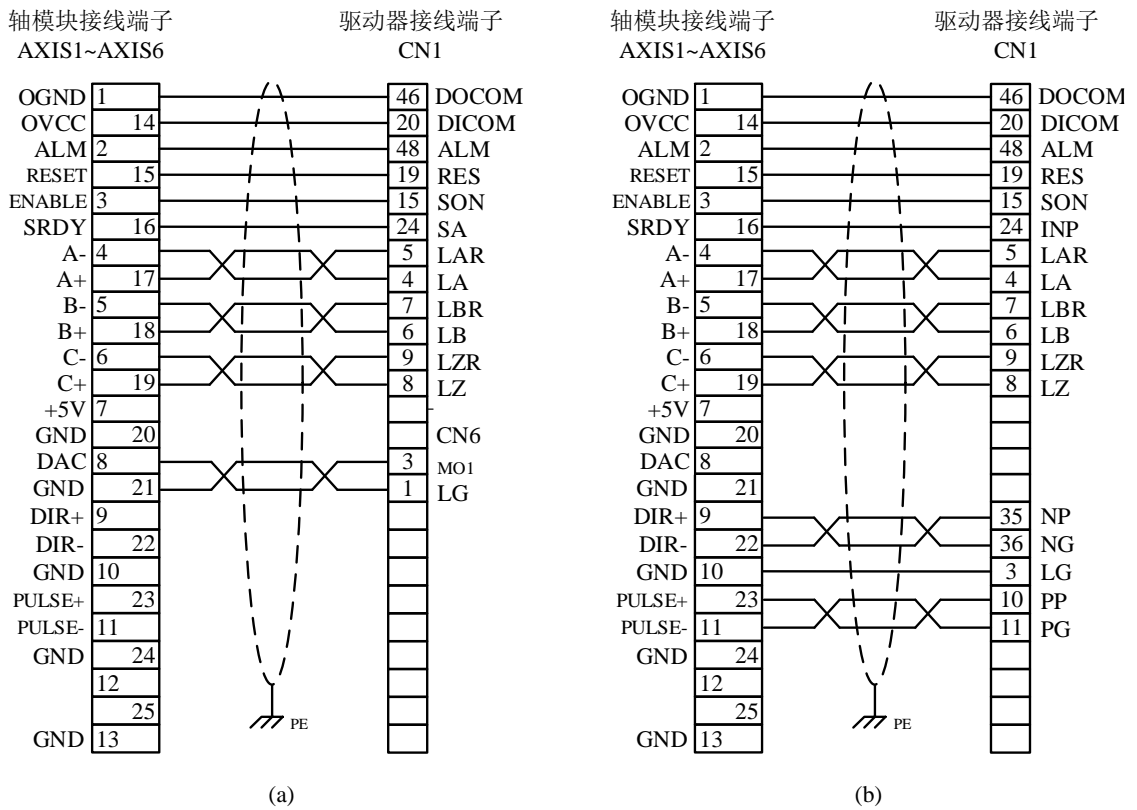 轴模块接线端子 驱动器接线端子
AXIS1~AXIS6 CN1
OGND 1 46 DOCOM
OVCC 14 20 DICOM
ALM 2 48 ALM
RESET 15 19 RES
ENABLE 3 15 SON
SRDY 16 24 SA
A- 4 5 LAR
A+ 17 4 LA
B- 5 7 LBR
B+ 18 6 LB
C- 6 9 LZR
C+ 19 8 LZ
+5V 7 -
GND 20 CN6
DAC 8 3 MO1
GND 21 1 LG
DIR+ 9
DIR- 22
GND 10
PULSE+ 23
PULSE- 11
GND 24
12
25
GND 13
PE
(a)
轴模块接线端子 驱动器接线端子
AXIS1~AXIS6 CN1
OGND 1 46 DOCOM
OVCC 14 20 DICOM
ALM 2 48 ALM
RESET 15 19 RES
ENABLE 3 15 SON
SRDY 16 24 INP
A- 4 5 LAR
A+ 17 4 LA
B- 5 7 LBR
B+ 18 6 LB
C- 6 9 LZR
C+ 19 8 LZ
+5V 7
GND 20
DAC 8
GND 21
DIR+ 9 35 NP
DIR- 22 36 NG
GND 10 3 LG
PULSE+ 23 10 PP
PULSE- 11 11 PG
GND 24
12
25
GND 13
PE
(b)